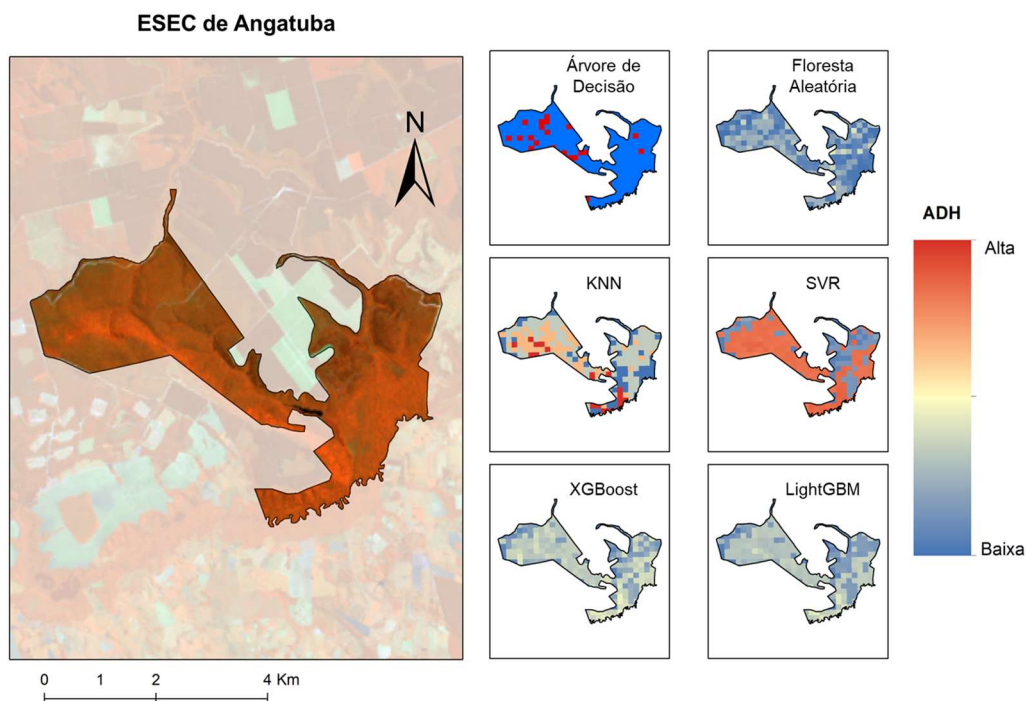 ESEC de Angatuba
N
Árvore de
Decisão
Floresta
Aleatória
KNN
SVR
XGBoost
LightGBM
ADH
Alta
Baixa
0 1 2 4 Km